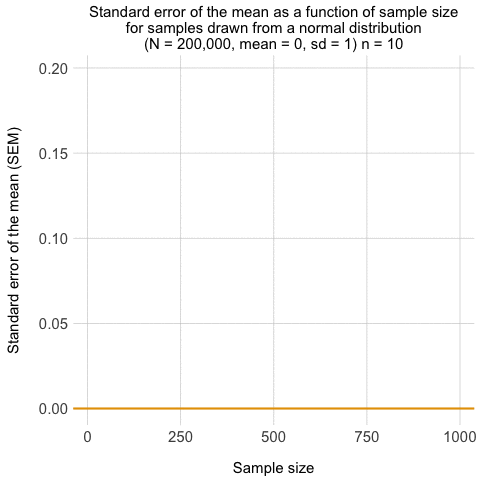 Standard error of the mean as a function of sample size
for samples drawn from a normal distribution
(N = 200,000, mean = 0, sd = 1) n = 10
Standard error of the mean (SEM)
0.20
0.15
0.10
0.05
0.00
0 250 500 750 1000
Sample size